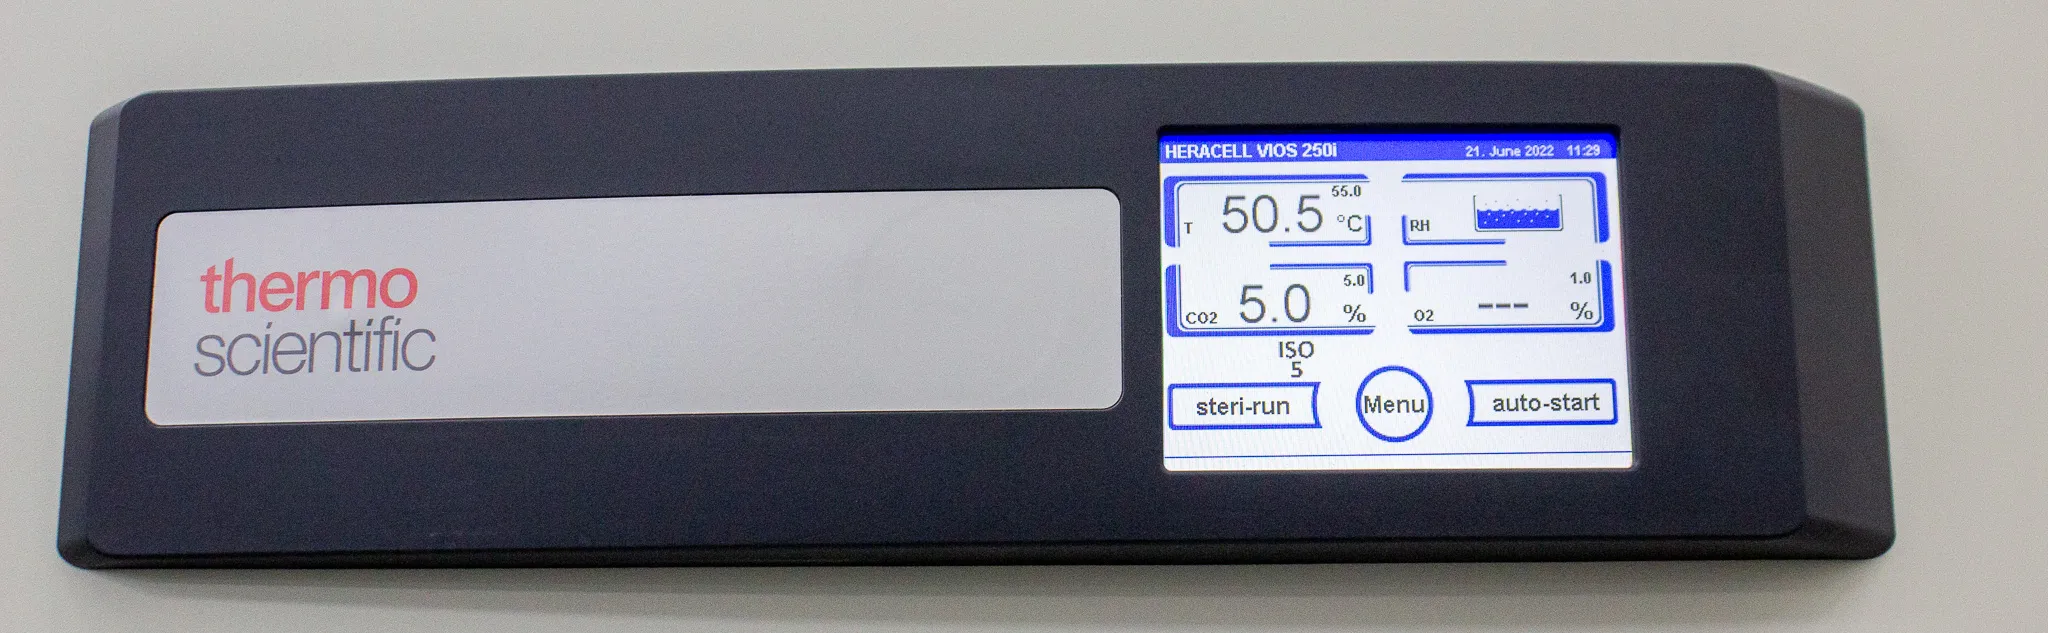 thermo
scientific
HERACELL VIOS 250i 21. June 2022 11:29
55.0
T 50.5 °C
RH
5.0
CO2 5.0 %
1.0
O2 --- %
ISO
5
steri-run Menu auto-start